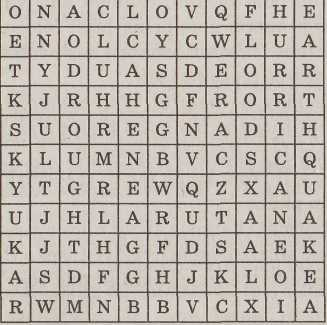 O N A C L O V Q F H E
E N O L C Y C W L U A
T Y D U A S D E O R R
K J R H H G F R O R T
S U O R E G N A D I H
K L U M N B V C S C Q
Y T G R E W Q Z X A U
U J H L A R U T A N A
K J T H G F D S A E K
A S D F G H J K L O E
R W M N B B V C X I A